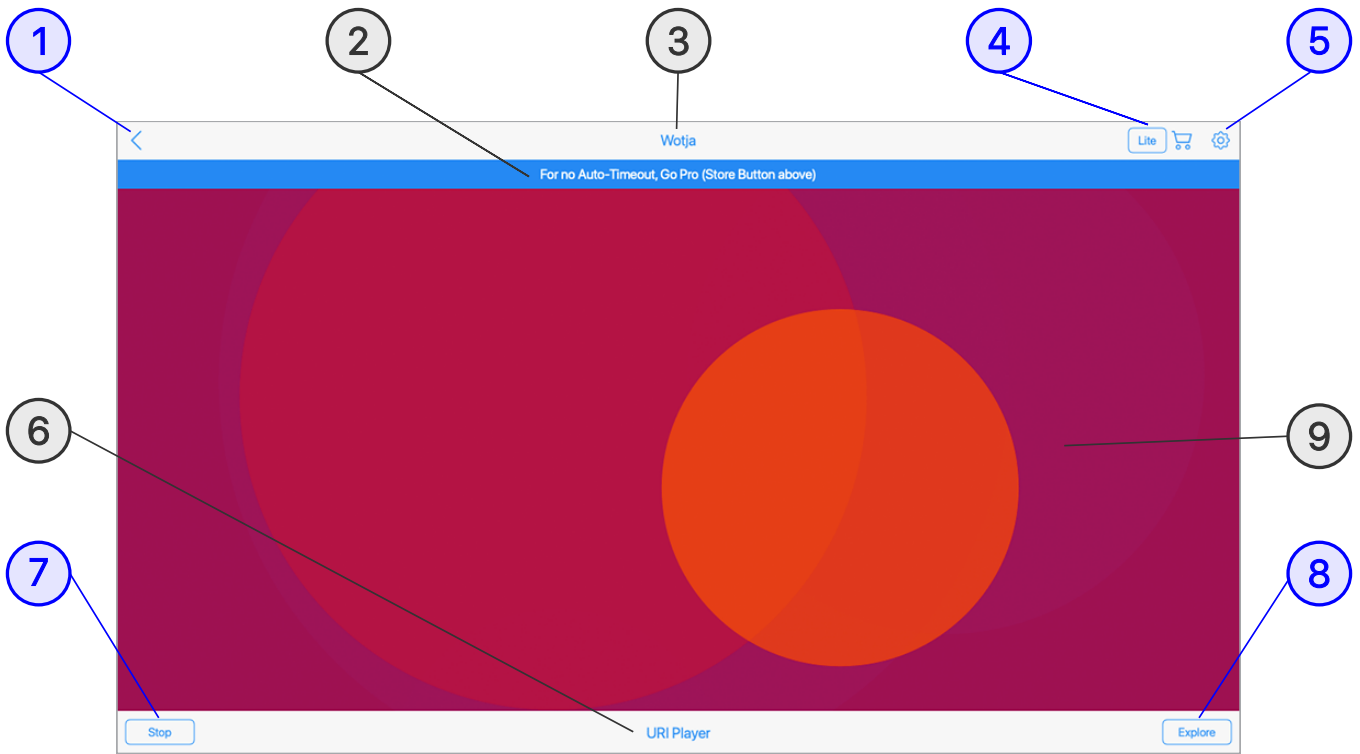 1
2
3
4
5
Wotja
Lite
For no Auto-Timeout, Go Pro (Store Button above)
6
9
7
8
Stop
URI Player
Explore